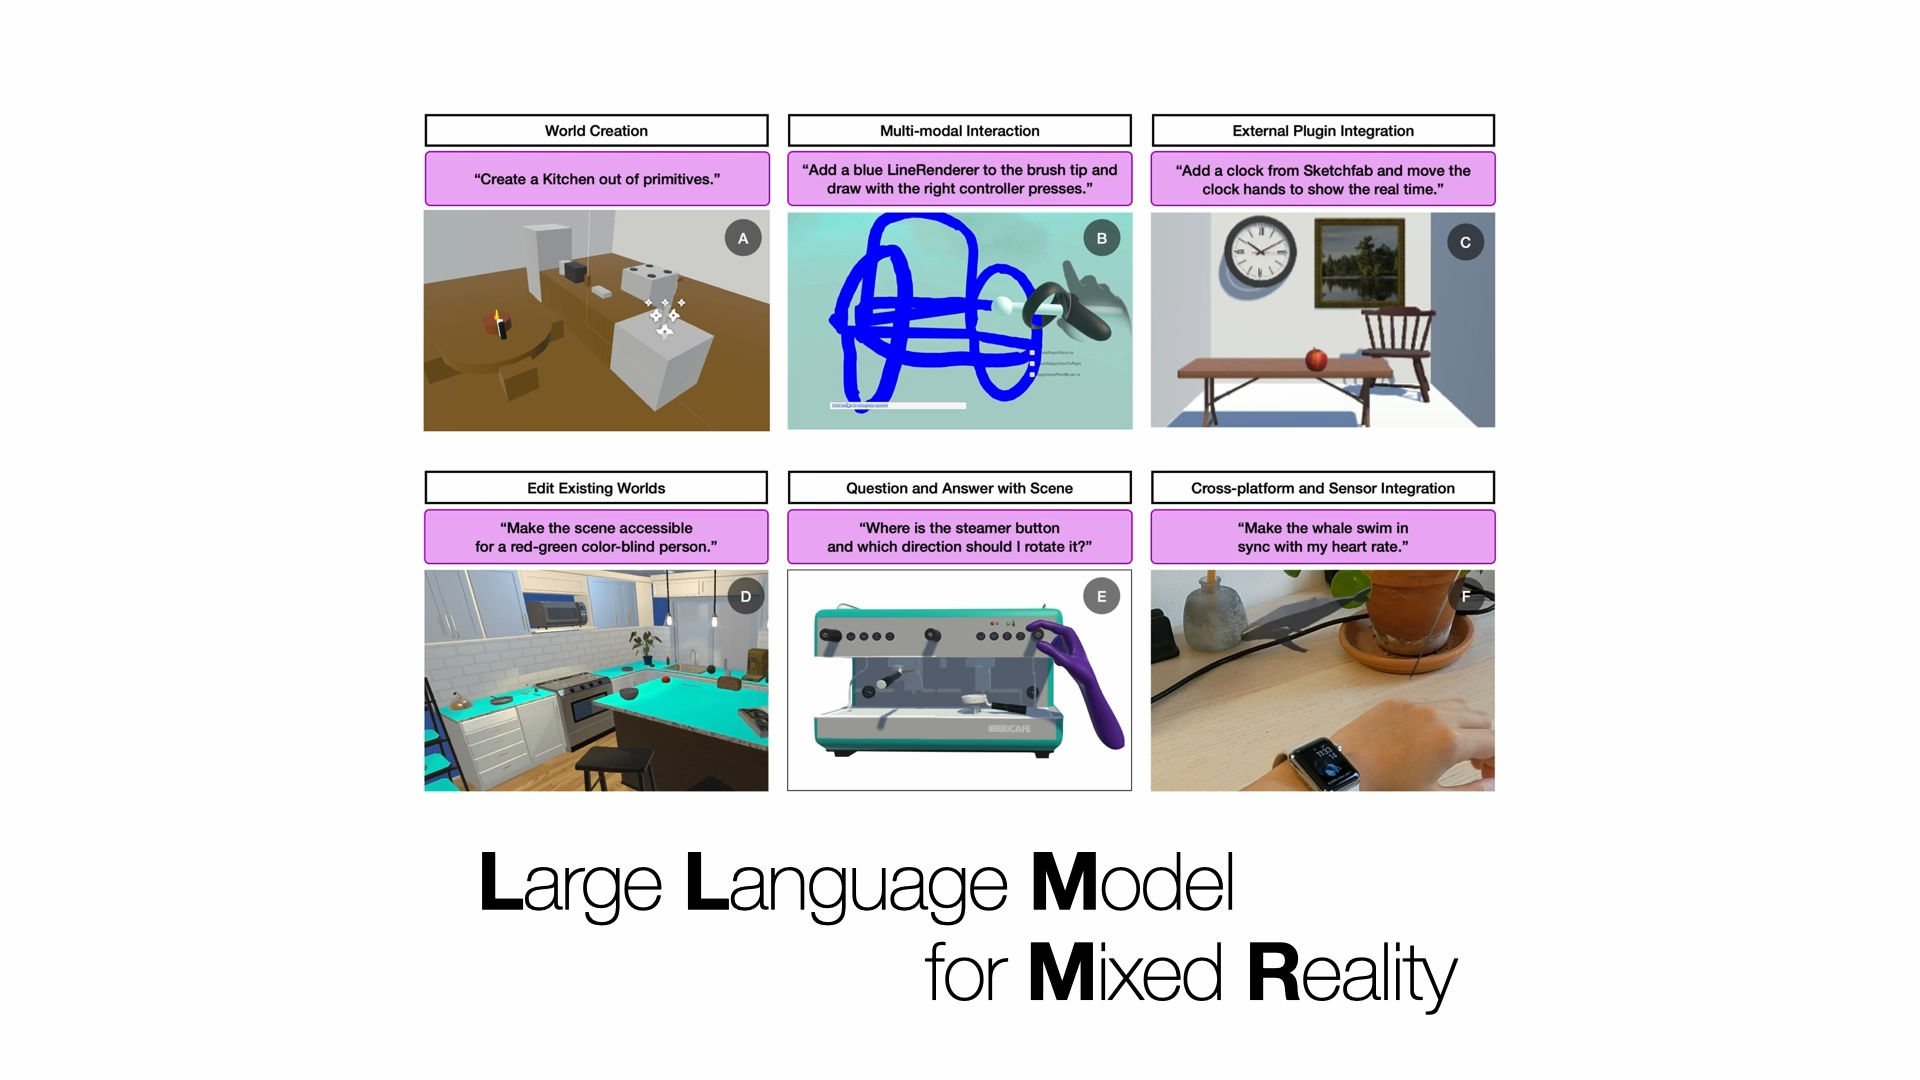 World Creation
Multi-modal Interaction
External Plugin Integration
“Create a Kitchen out of primitives.”
“Add a blue LineRenderer to the brush tip and
draw with the right controller presses.”
“Add a clock from Sketchfab and move the
clock hands to show the real time.”
A
B
C
Edit Existing Worlds
Question and Answer with Scene
Cross-platform and Sensor Integration
“Make the scene accessible
for a red-green color-blind person.”
“Where is the steamer button
and which direction should I rotate it?”
“Make the whale swim in
sync with my heart rate.”
D
E
F
IBERICAFE
Large Language Model
for Mixed Reality